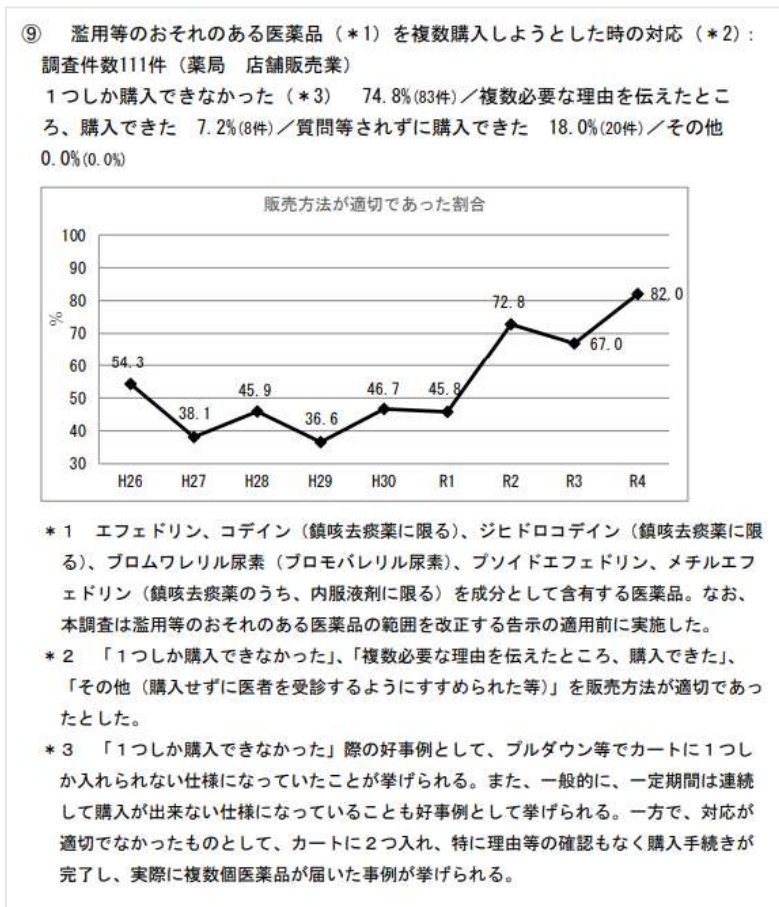 ⑨　濫用等のおそれのある医薬品（＊1）を複数購入しようとした時の対応（＊2）:
調査件数111件（薬局　店舗販売業）
１つしか購入できなかった（＊3）　74.8%(83件)／複数必要な理由を伝えたとこ
ろ、購入できた　7.2%(8件)／質問等されずに購入できた　18.0%(20件)／その他
0.0%(0.0%)
販売方法が適切であった割合
100
90
80
70
60
50
40
30
%
54.3
38.1
45.9
36.6
46.7
45.8
72.8
67.0
82.0
H26 H27 H28 H29 H30 R1 R2 R3 R4
＊１　エフェドリン、コデイン（鎮咳去痰薬に限る）、ジヒドロコデイン（鎮咳去痰薬に限
る）、ブロムワレリル尿素（ブロモバレリル尿素）、プソイドエフェドリン、メチルエフ
ェドリン（鎮咳去痰薬のうち、内服液剤に限る）を成分として含有する医薬品。なお、
本調査は濫用等のおそれのある医薬品の範囲を改正する告示の適用前に実施した。
＊２　「１つしか購入できなかった」、「複数必要な理由を伝えたところ、購入できた」、
「その他（購入せずに医者を受診するようにすすめられた等）」を販売方法が適切であっ
たとした。
＊３　「１つしか購入できなかった」際の好事例として、プルダウン等でカートに１つし
か入れられない仕様になっていたことが挙げられる。また、一般的に、一定期間は連続
して購入が出来ない仕様になっていることも好事例として挙げられる。一方で、対応が
適切でなかったものとして、カートに２つ入れ、特に理由等の確認もなく購入手続きが
完了し、実際に複数個医薬品が届いた事例が挙げられる。